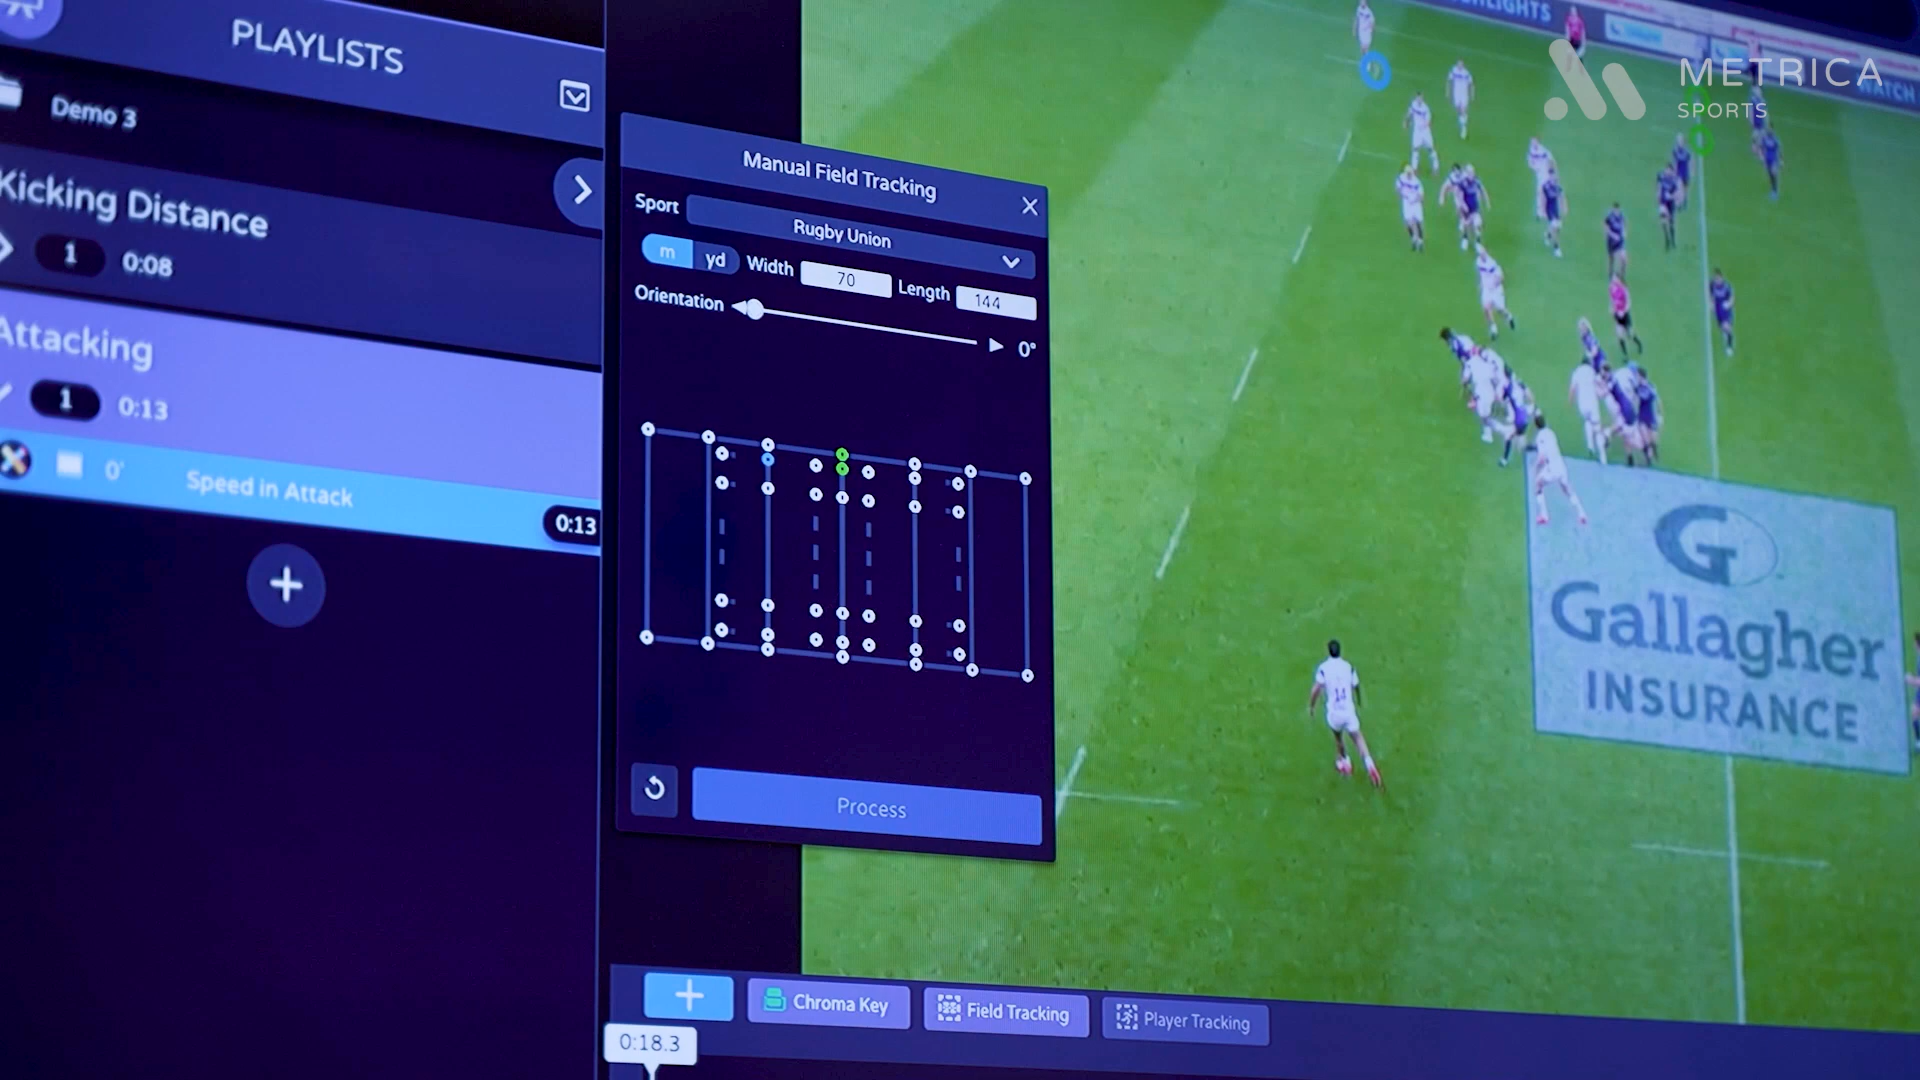 PLAYLISTS
Demo 3
Kicking Distance
1 0:08
Attacking
1 0:13
0' Speed in Attack
0:13
Manual Field Tracking
Sport Rugby Union
m yd Width 70 Length 144
Orientation 0°
Process
METRICA
SPORTS
WATCH
14
G
Gallagher
INSURANCE
Chroma Key Field Tracking Player Tracking
0:18.3